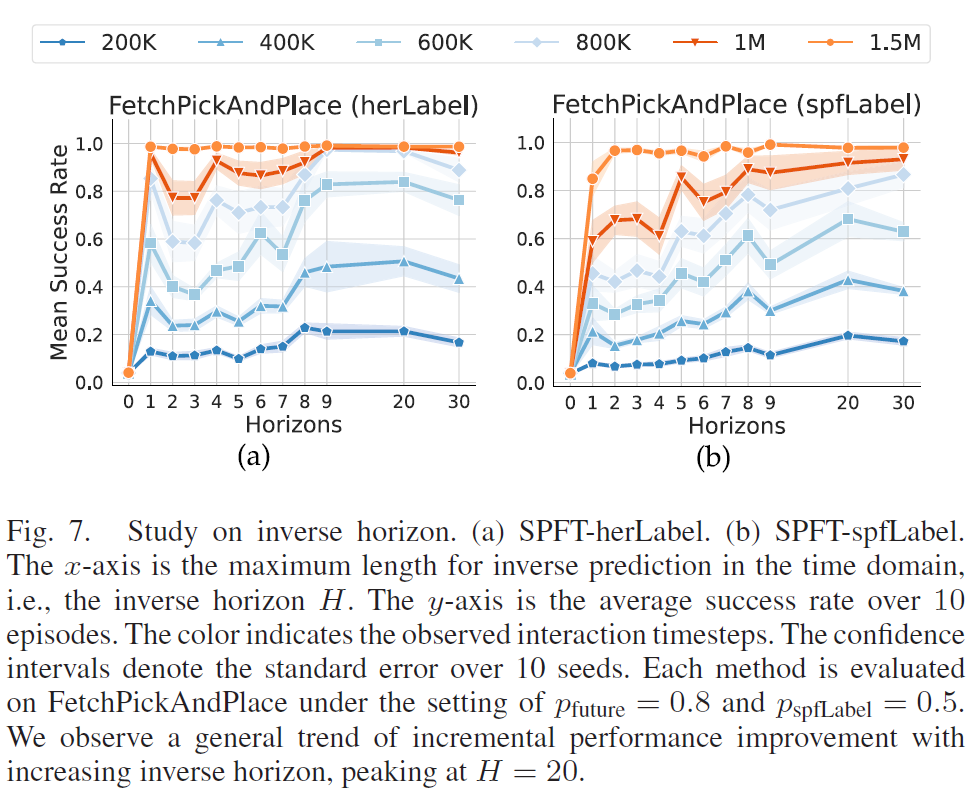 200K 400K 600K 800K 1M 1.5M
FetchPickAndPlace (herLabel)
1.0
0.8
0.6
0.4
0.2
0.0
Mean Success Rate
0 1 2 3 4 5 6 7 8 9 20 30
Horizons
(a)
FetchPickAndPlace (spfLabel)
1.0
0.8
0.6
0.4
0.2
0.0
0 1 2 3 4 5 6 7 8 9 20 30
Horizons
(b)
Fig. 7. Study on inverse horizon. (a) SPFT-herLabel. (b) SPFT-spfLabel.
The x-axis is the maximum length for inverse prediction in the time domain,
i.e., the inverse horizon H. The y-axis is the average success rate over 10
episodes. The color indicates the observed interaction timesteps. The confidence
intervals denote the standard error over 10 seeds. Each method is evaluated
on FetchPickAndPlace under the setting of p_future = 0.8 and p_spfLabel = 0.5.
We observe a general trend of incremental performance improvement with
increasing inverse horizon, peaking at H = 20.